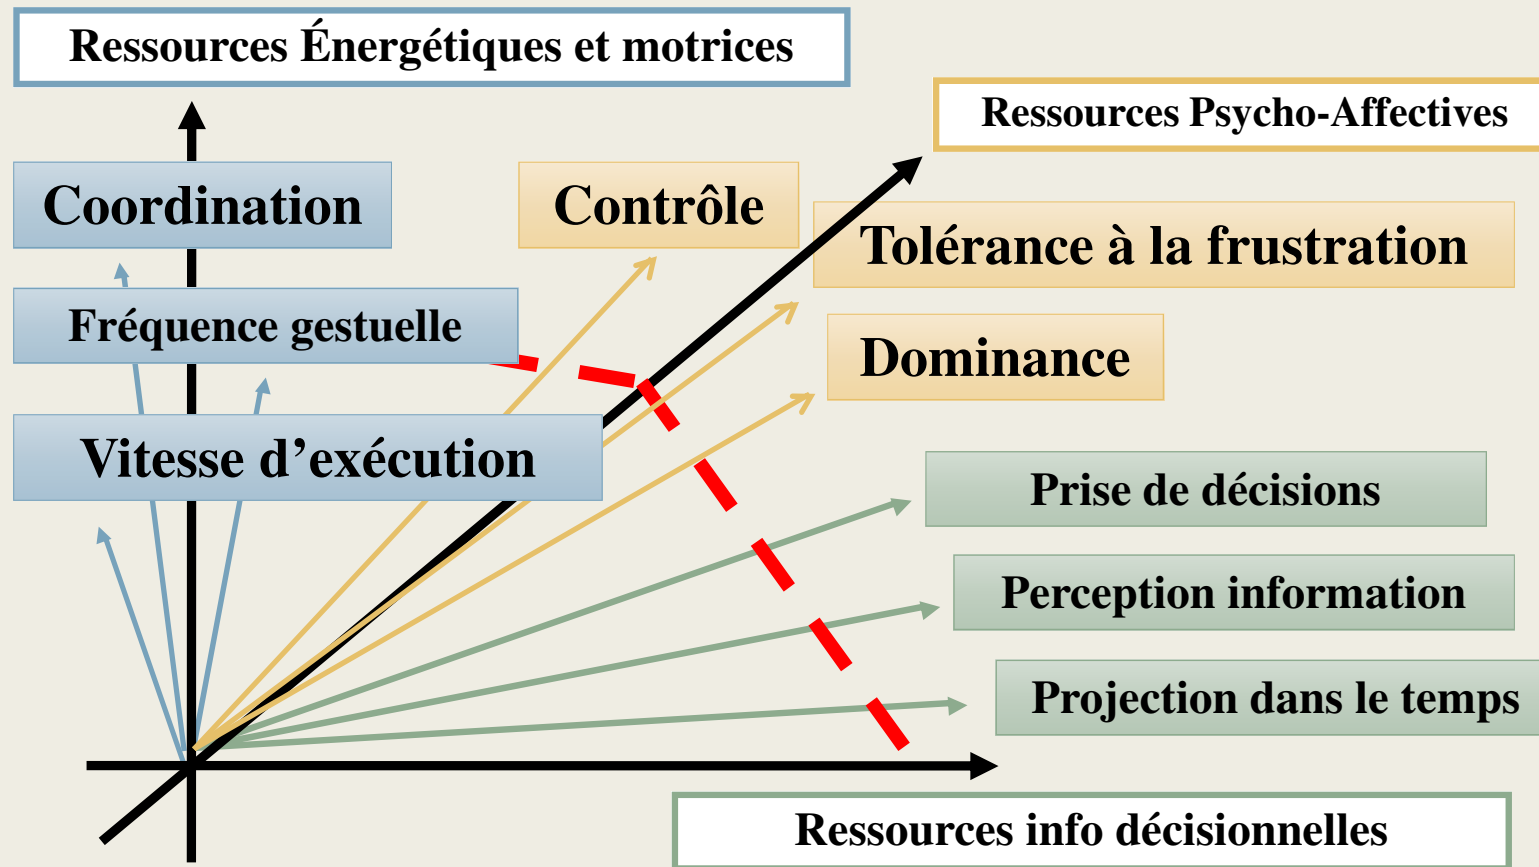 Ressources Énergétiques et motrices
Ressources Psycho-Affectives
Coordination
Contrôle
Tolérance à la frustration
Fréquence gestuelle
Dominance
Vitesse d’exécution
Prise de décisions
Perception information
Projection dans le temps
Ressources info décisionnelles